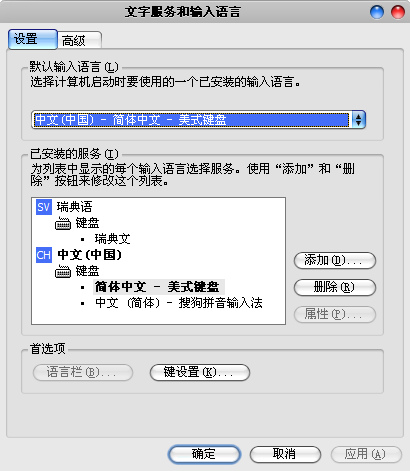 文字服务和输入语言
设置
高级
默认输入语言(L)
选择计算机启动时要使用的一个已安装的输入语言。
中文(中国) - 简体中文 - 美式键盘
已安装的服务(I)
为列表中显示的每个输入语言选择服务。使用“添加”和“删
除”按钮来修改这个列表。
SV 瑞典语
键盘
• 瑞典文
CH 中文(中国)
键盘
• 简体中文 - 美式键盘
• 中文 (简体) - 搜狗拼音输入法
添加(D)...
删除(R)
属性(P)...
首选项
语言栏(B)...
键设置(K)...
确定
取消
应用(A)